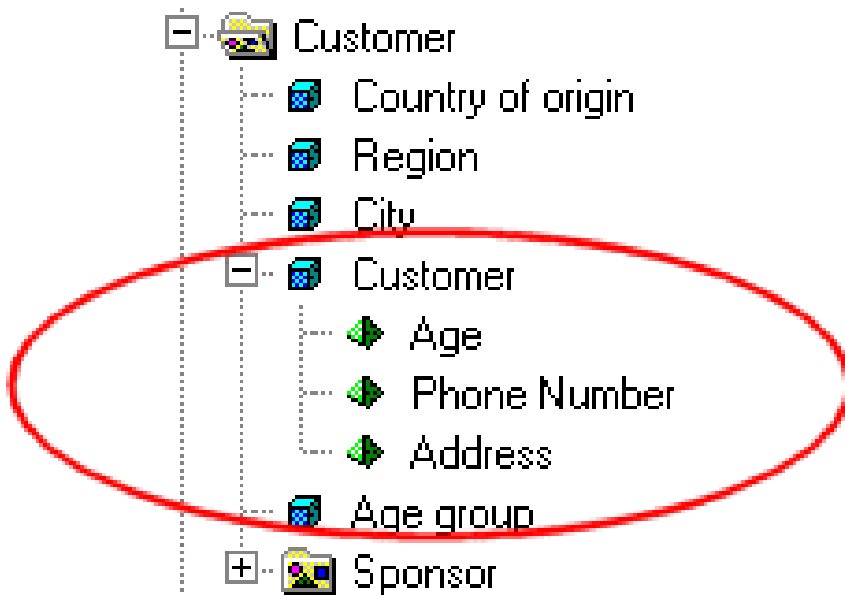 Customer
Country of origin
Region
City
Customer
Age
Phone Number
Address
Age group
Sponsor